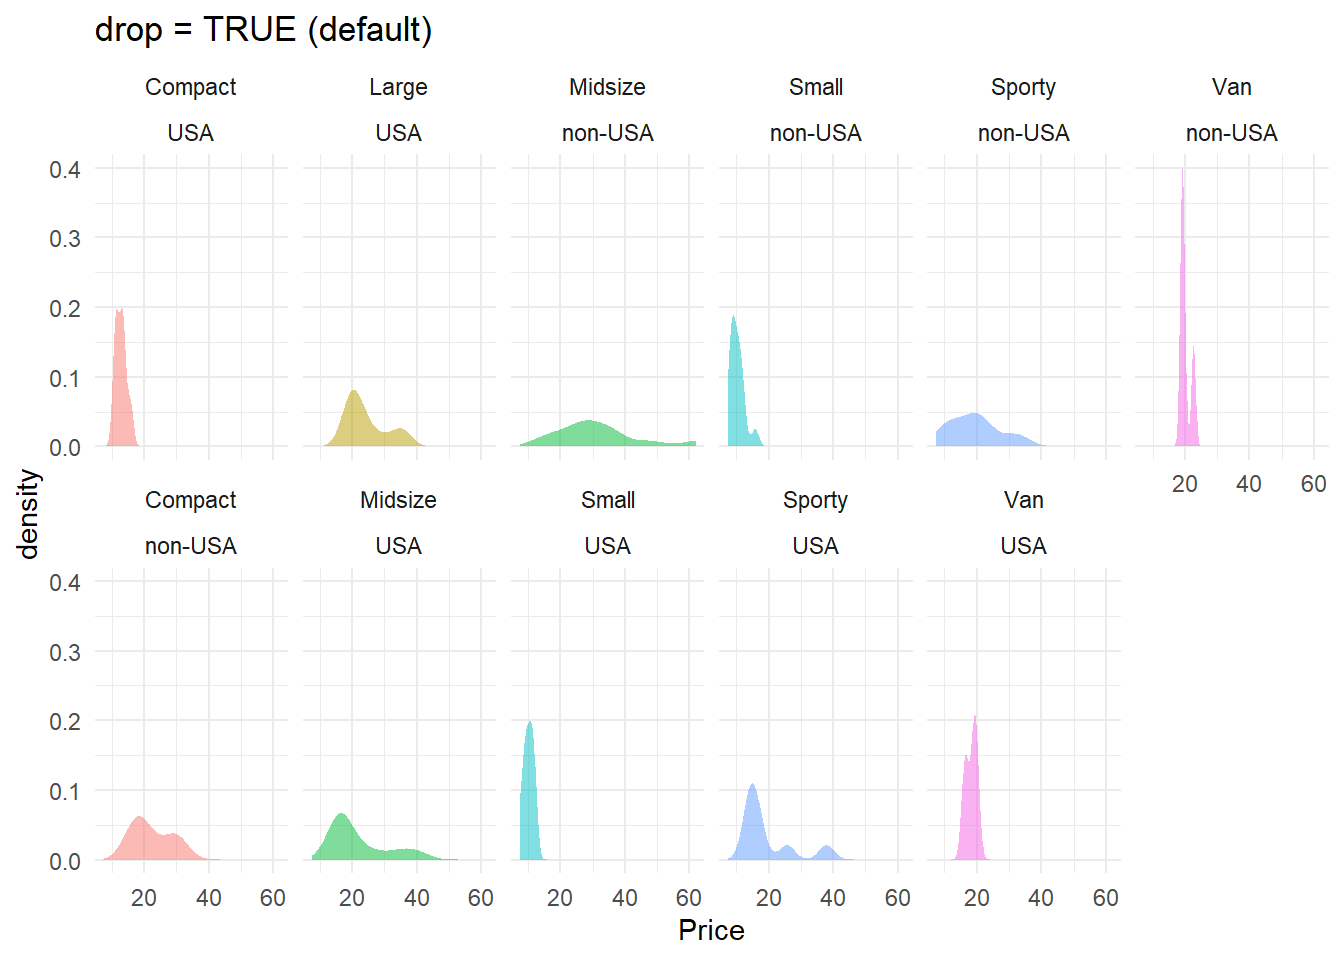 drop = TRUE (default)
Compact Large Midsize Small Sporty Van
USA USA non-USA non-USA non-USA non-USA
0.4
0.3
0.2
0.1
0.0
20 40 60
density
Compact Midsize Small Sporty Van
non-USA USA USA USA USA
0.4
0.3
0.2
0.1
0.0
20 40 60 20 40 60 20 40 60 20 40 60 20 40 60
Price